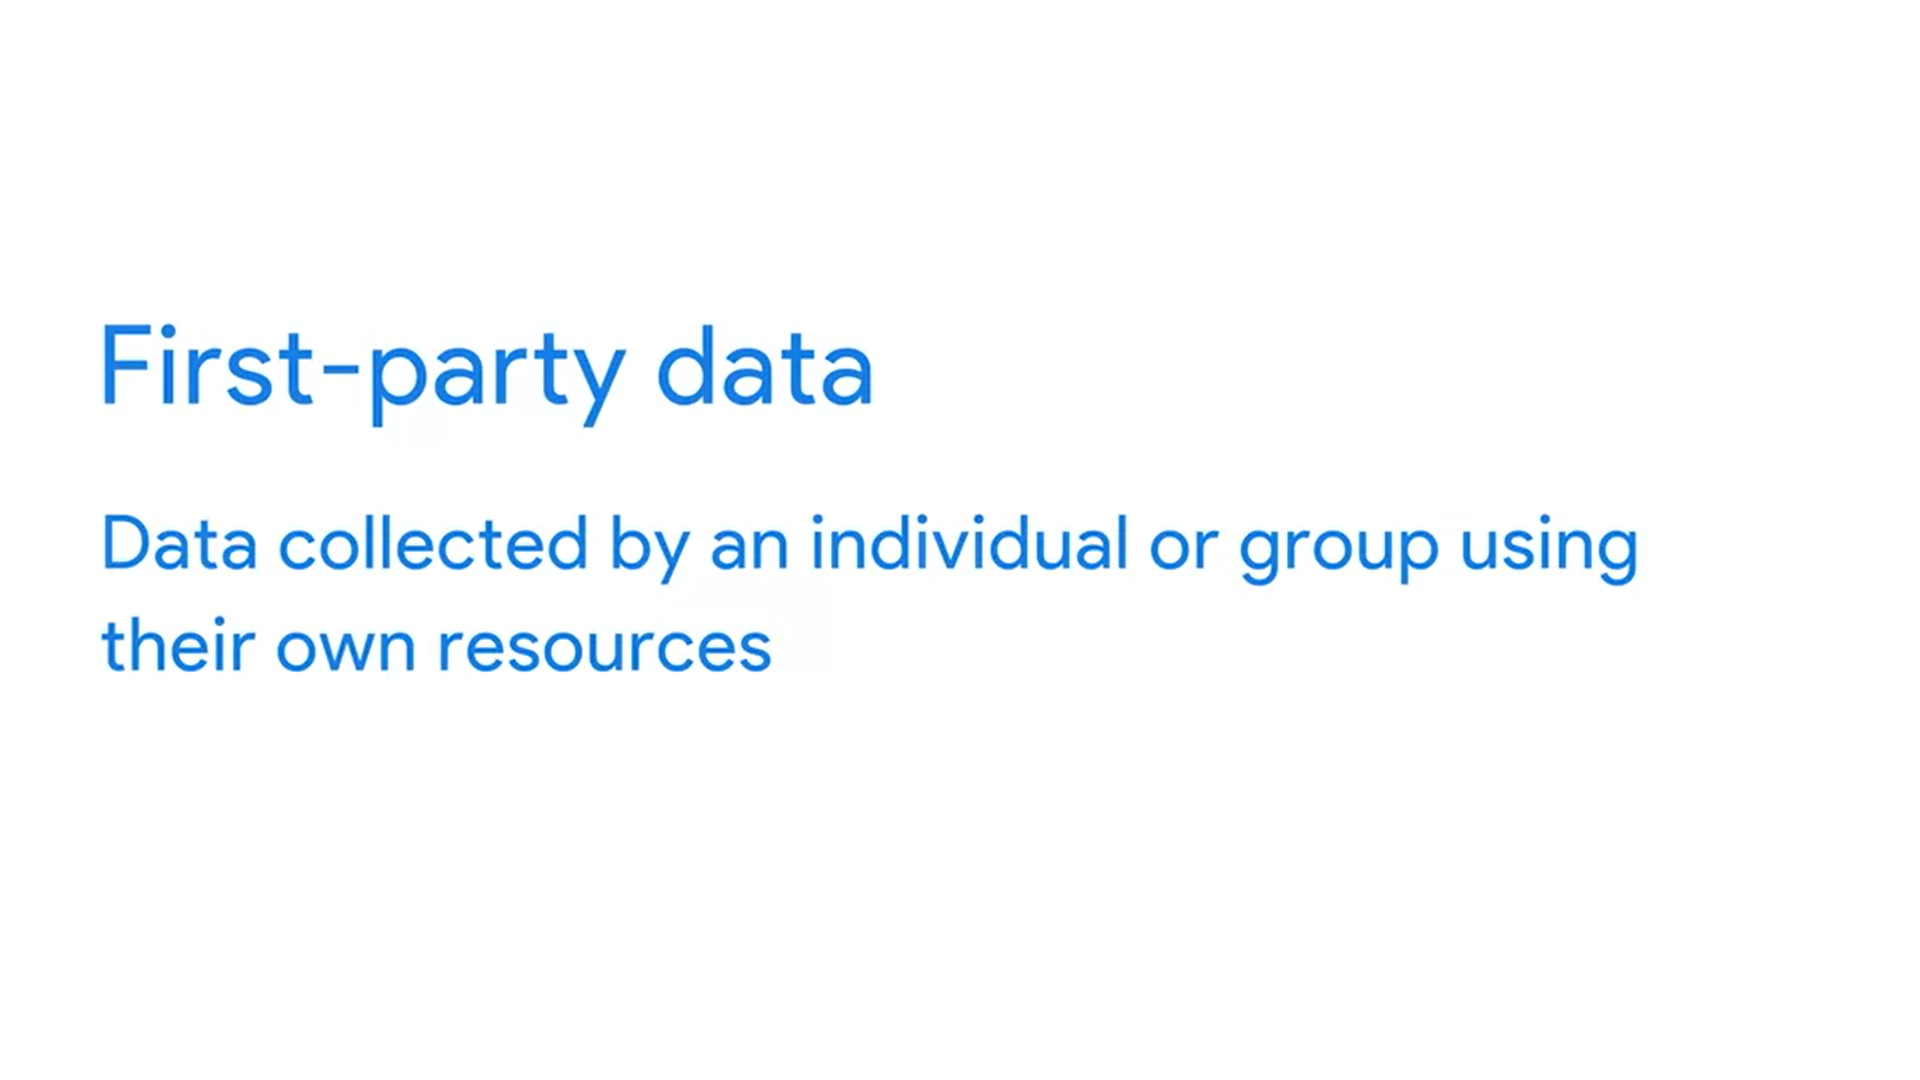 First-party data
Data collected by an individual or group using
their own resources